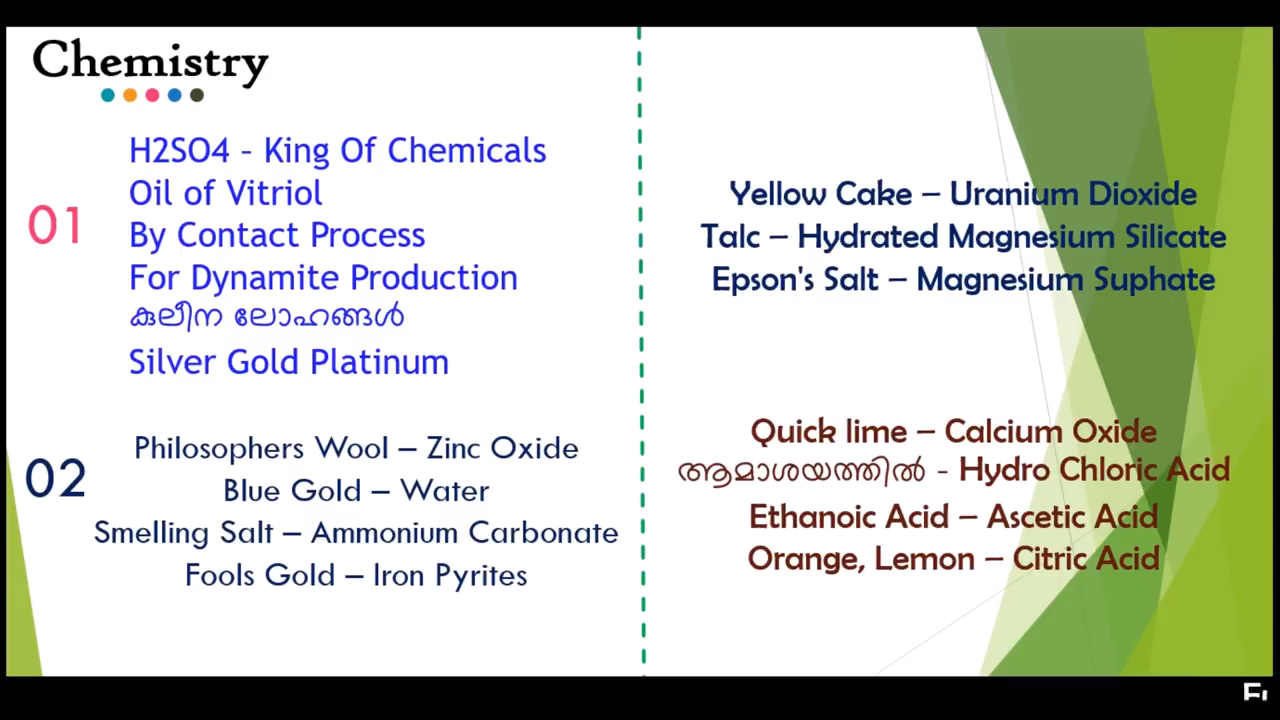 Chemistry
01
H2SO4 – King Of Chemicals
Oil of Vitriol
By Contact Process
For Dynamite Production
കുലീന ലോഹങ്ങൾ
Silver Gold Platinum
02
Philosophers Wool – Zinc Oxide
Blue Gold – Water
Smelling Salt – Ammonium Carbonate
Fools Gold – Iron Pyrites
Yellow Cake – Uranium Dioxide
Talc – Hydrated Magnesium Silicate
Epson's Salt – Magnesium Suphate
Quick lime – Calcium Oxide
ആമാശയത്തിൽ - Hydro Chloric Acid
Ethanoic Acid – Ascetic Acid
Orange, Lemon – Citric Acid